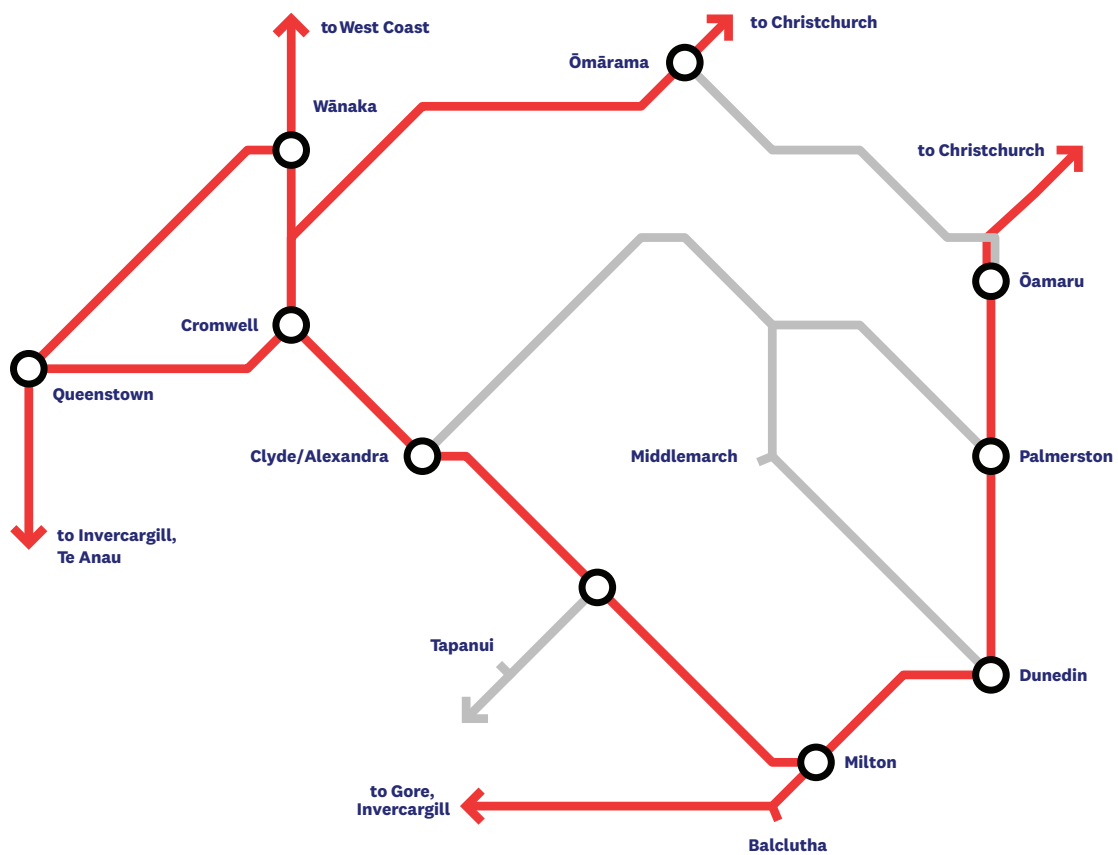 to West Coast
to Christchurch
Ōmārama
Wānaka
to Christchurch
Ōamaru
Cromwell
Queenstown
Clyde/Alexandra
Middlemarch
Palmerston
to Invercargill,
Te Anau
Tapanui
Dunedin
Milton
to Gore,
Invercargill
Balclutha